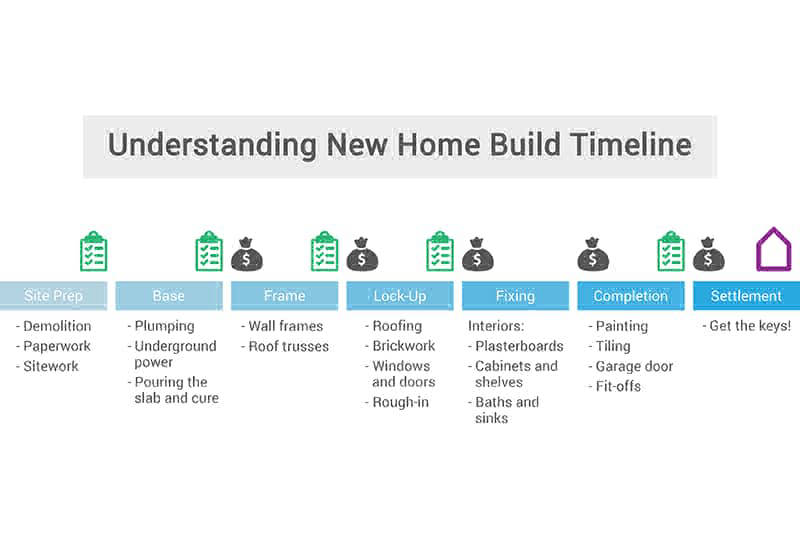 Understanding New Home Build Timeline
$ $ $ $ $
Site Prep
- Demolition
- Paperwork
- Sitework
Base
- Plumping
- Underground
power
- Pouring the
slab and cure
Frame
- Wall frames
- Roof trusses
Lock-Up
- Roofing
- Brickwork
- Windows
and doors
- Rough-in
Fixing
Interiors:
- Plasterboards
- Cabinets and
shelves
- Baths and
sinks
Completion
- Painting
- Tiling
- Garage door
- Fit-offs
Settlement
- Get the keys!